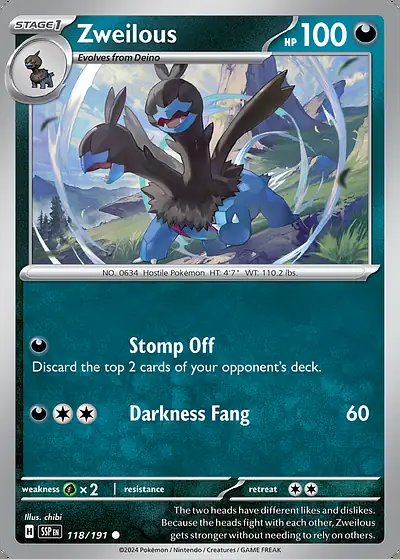 STAGE1
Zweilous
HP 100
Evolves from Deino
NO. 0634 Hostile Pokémon HT: 4'7" WT: 110.2 lbs.
Stomp Off
Discard the top 2 cards of your opponent's deck.
Darkness Fang 60
weakness ×2 resistance retreat
Illus. chibi
H SSP EN 118/191
The two heads have different likes and dislikes.
Because the heads fight with each other, Zweilous
gets stronger without needing to rely on others.
©2024 Pokémon / Nintendo / Creatures / GAME FREAK